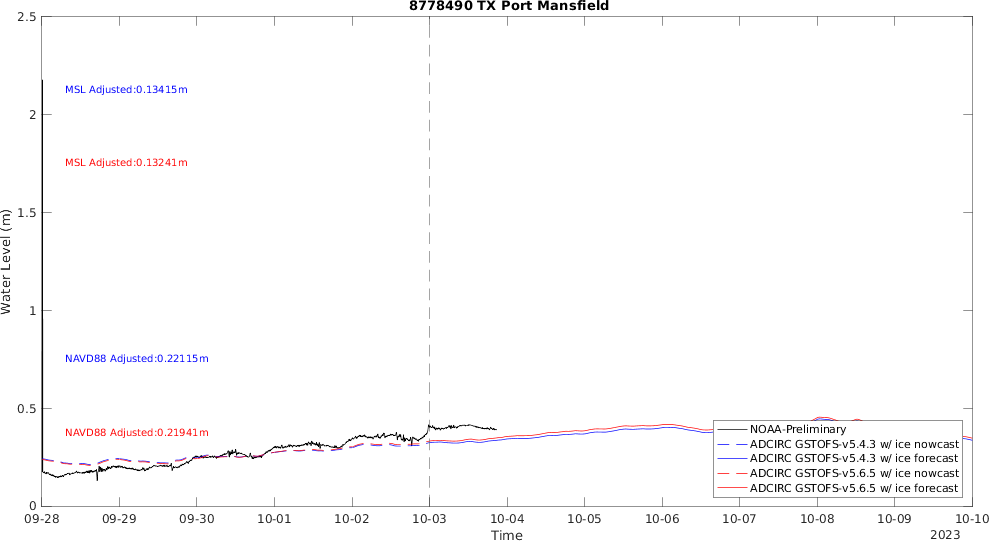 8778490 TX Port Mansfield
2.5
2
1.5
1
0.5
0
Water Level (m)
MSL Adjusted:0.13415m
MSL Adjusted:0.13241m
NAVD88 Adjusted:0.22115m
NAVD88 Adjusted:0.21941m
NOAA-Preliminary
ADCIRC GSTOFS-v5.4.3 w/ ice nowcast
ADCIRC GSTOFS-v5.4.3 w/ ice forecast
ADCIRC GSTOFS-v5.6.5 w/ ice nowcast
ADCIRC GSTOFS-v5.6.5 w/ ice forecast
09-28 09-29 09-30 10-01 10-02 10-03 10-04 10-05 10-06 10-07 10-08 10-09 10-10
Time
2023